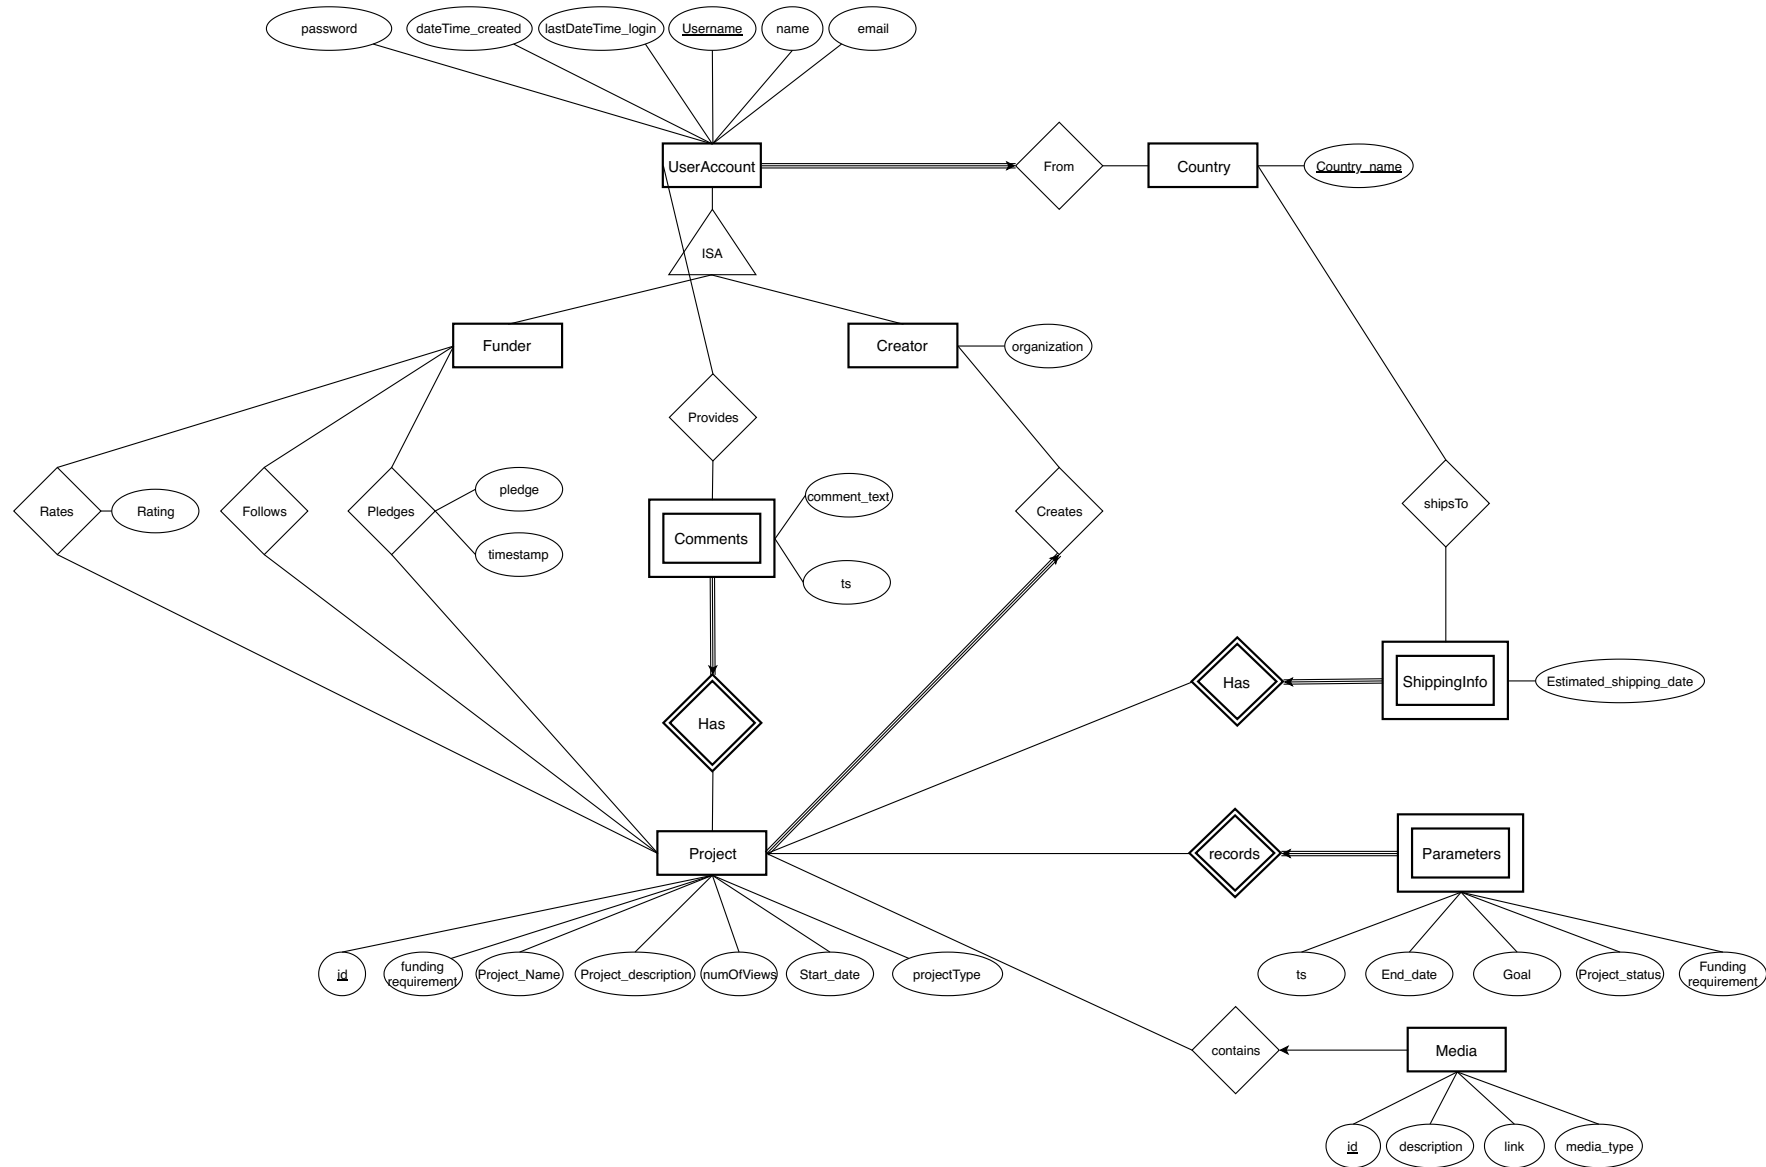 password
dateTime_created
lastDateTime_login
Username
name
email
UserAccount
From
Country
Country_name
ISA
Funder
Creator
organization
Provides
Rates
Rating
Follows
Pledges
pledge
timestamp
comment_text
Comments
ts
Creates
shipsTo
Has
ShippingInfo
Estimated_shipping_date
Has
Project
records
Parameters
id
funding
requirement
Project_Name
Project_description
numOfViews
Start_date
projectType
ts
End_date
Goal
Project_status
Funding
requirement
contains
Media
id
description
link
media_type